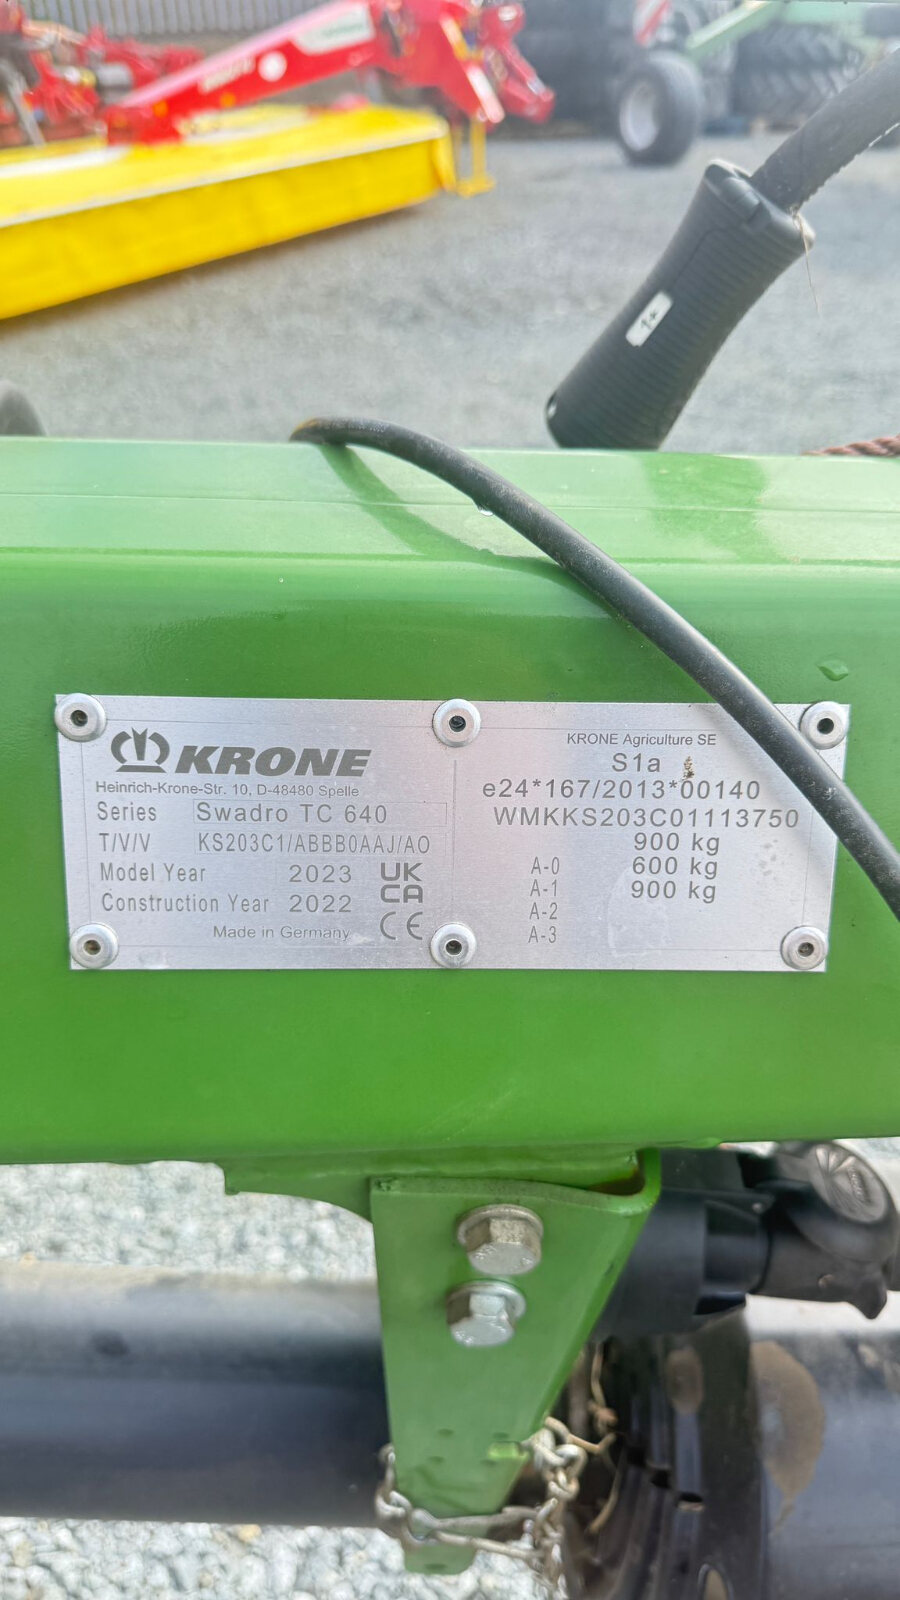 1+
KRONE
Heinrich-Krone-Str. 10, D-48480 Spelle
Series Swadro TC 640
T/V/V KS203C1/ABBB0AAJ/AO
Model Year 2023
Construction Year 2022
UK
CA
Made in Germany CE
KRONE Agriculture SE
S1a
e24*167/2013*00140
WMKKS203C01113750
900 kg
A-0 600 kg
A-1 900 kg
A-2
A-3